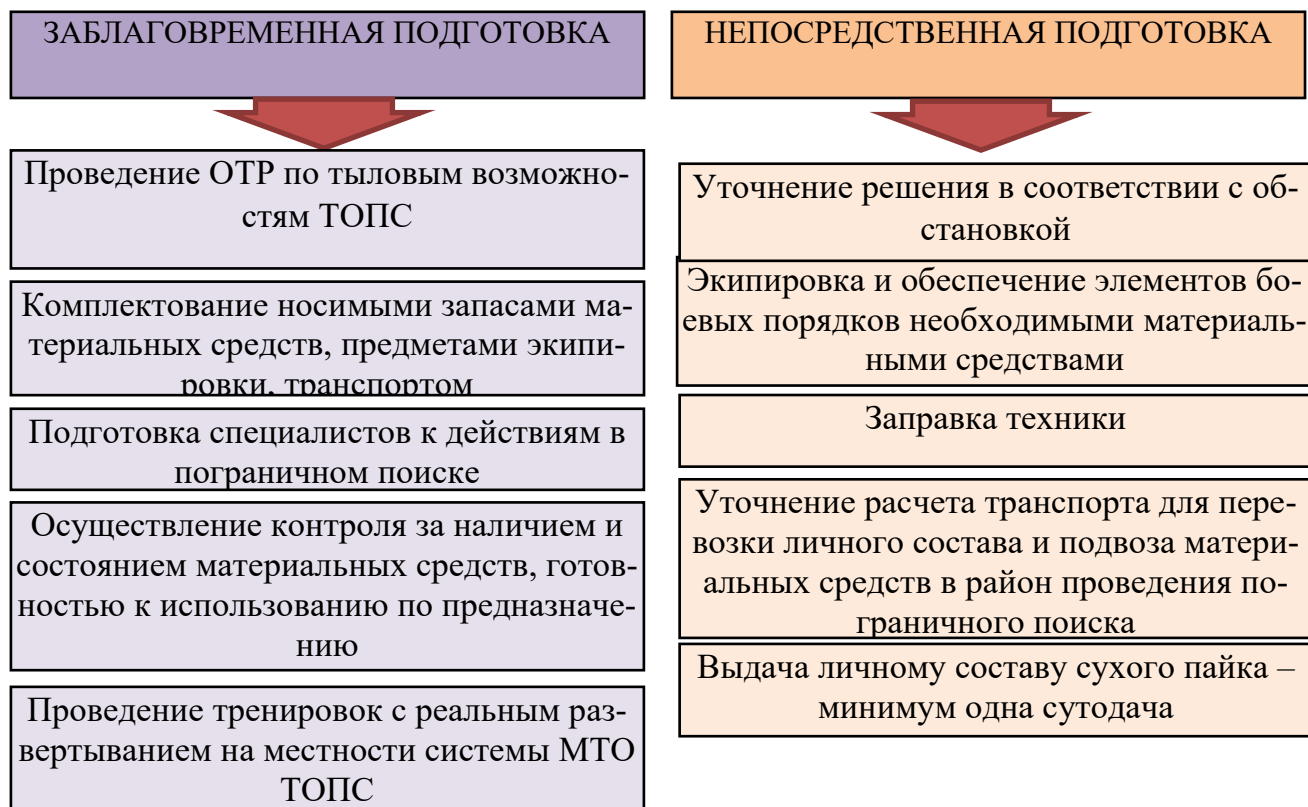 ЗАБЛАГОВРЕМЕННАЯ ПОДГОТОВКА
Проведение ОТР по тыловым возможно-
стям ТОПС
Комплектование носимыми запасами ма-
териальных средств, предметами экипи-
ровки, транспортом
Подготовка специалистов к действиям в
пограничном поиске
Осуществление контроля за наличием и
состоянием материальных средств, готов-
ностью к использованию по предназначе-
нию
Проведение тренировок с реальным раз-
вертыванием на местности системы МТО
ТОПС
НЕПОСРЕДСТВЕННАЯ ПОДГОТОВКА
Уточнение решения в соответствии с об-
становкой
Экипировка и обеспечение элементов бо-
евых порядков необходимыми материаль-
ными средствами
Заправка техники
Уточнение расчета транспорта для пере-
возки личного состава и подвоза матери-
альных средств в район проведения по-
граничного поиска
Выдача личному составу сухого пайка –
минимум одна сутодача